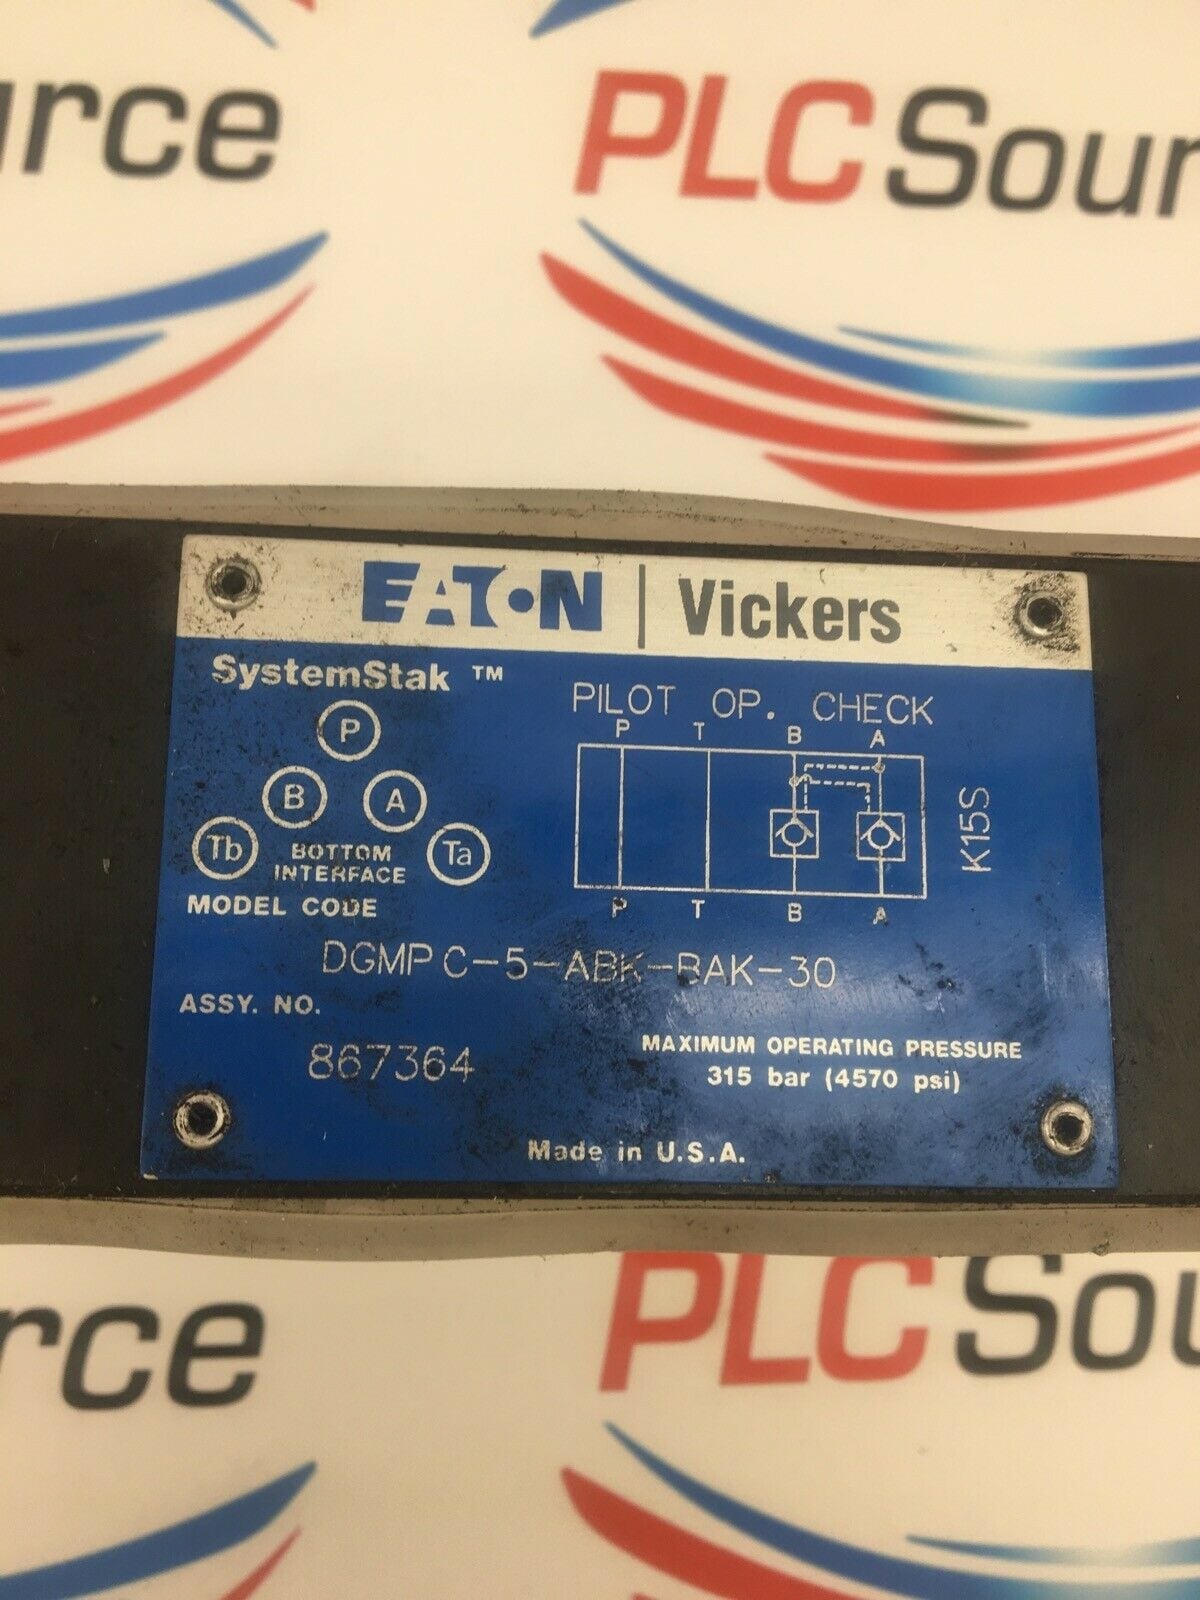 urce PLC Sour
EATON | Vickers
SystemStak ™
PILOT OP. CHECK
P T B A
P
B A
Tb Ta
BOTTOM
INTERFACE
K15S
P T B A
MODEL CODE
DGMPC-5-ABK-BAK-30
ASSY. NO.
867364
MAXIMUM OPERATING PRESSURE
315 bar (4570 psi)
Made in U.S.A.
rce PLC Sou